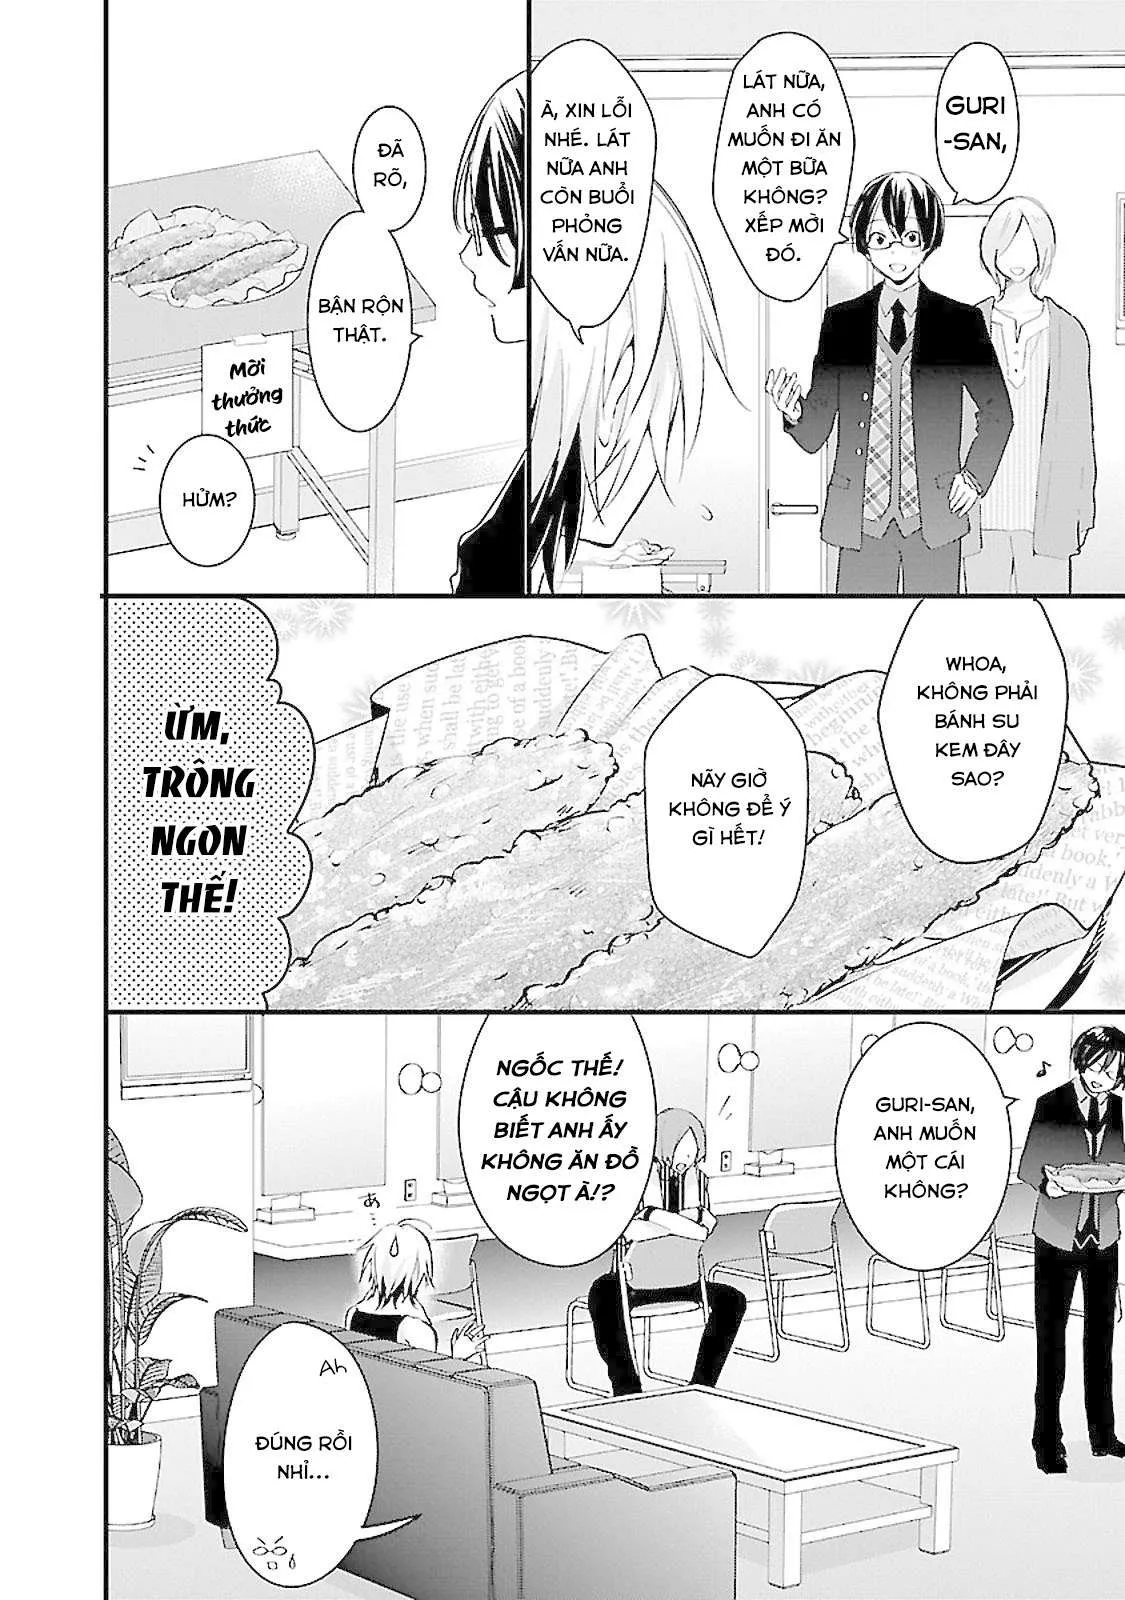 GURI
-SAN,
LÁT NỮA,
ANH CÓ
MUỐN ĐI ĂN
MỘT BỮA
KHÔNG?
XẾP MỜI
ĐÓ.
À, XIN LỖI
NHÉ. LÁT
NỮA ANH
CÒN BUỔI
PHỎNG
VẤN NỮA.
ĐÃ
RÕ,
BẬN RỘN
THẬT.
Mời
thưởng
thức
HỬM?
WHOA,
KHÔNG PHẢI
BÁNH SU
KEM ĐÂY
SAO?
NÃY GIỜ
KHÔNG ĐỂ Ý
GÌ HẾT!
ỪM,
TRÔNG
NGON
THẾ!
GURI-SAN,
ANH MUỐN
MỘT CÁI
KHÔNG?
NGỐC THẾ!
CẬU KHÔNG
BIẾT ANH ẤY
KHÔNG ĂN ĐỒ
NGỌT À!?
あ
Ah
ĐÚNG RỒI
NHỈ...